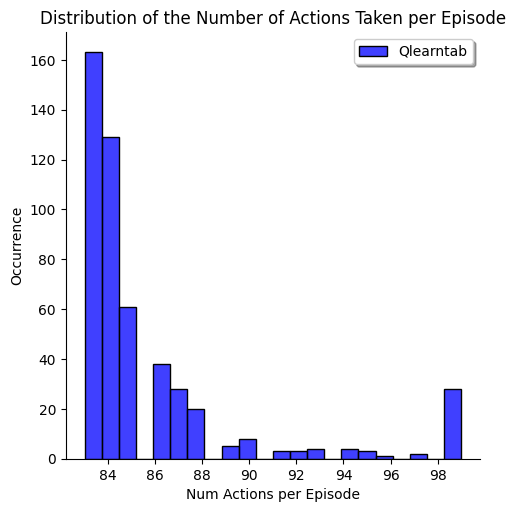 Distribution of the Number of Actions Taken per Episode
Qlearntab
160
140
120
100
80
60
40
20
0
Occurrence
84 86 88 90 92 94 96 98
Num Actions per Episode